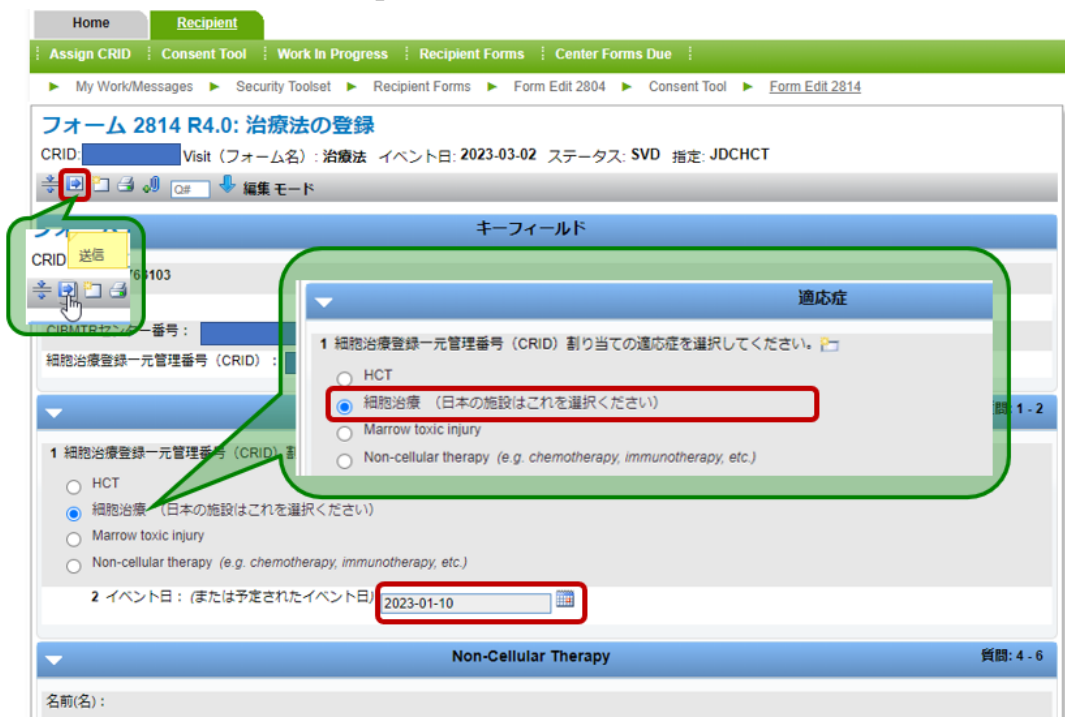 Home Recipient
Assign CRID Consent Tool Work In Progress Recipient Forms Center Forms Due
My Work/Messages Security Toolset Recipient Forms Form Edit 2804 Consent Tool Form Edit 2814
フォーム 2814 R4.0: 治療法の登録
CRID: Visit（フォーム名）: 治療法 イベント日: 2023-03-02 ステータス: SVD 指定: JDCHCT
Q# 編集 モード
キーフィールド
CRID 送信
763103
CIBMTRセンター番号：
細胞治療登録一元管理番号（CRID）：
適応症
1 細胞治療登録一元管理番号（CRID）割り当ての適応症を選択してください。
HCT
細胞治療 （日本の施設はこれを選択ください）
Marrow toxic injury
Non-cellular therapy (e.g. chemotherapy, immunotherapy, etc.)
質問: 1 - 2
1 細胞治療登録一元管理番号（CRID）割
HCT
細胞治療 （日本の施設はこれを選択ください）
Marrow toxic injury
Non-cellular therapy (e.g. chemotherapy, immunotherapy, etc.)
2 イベント日： (または予定されたイベント日) 2023-01-10
Non-Cellular Therapy 質問: 4 - 6
名前(名)：